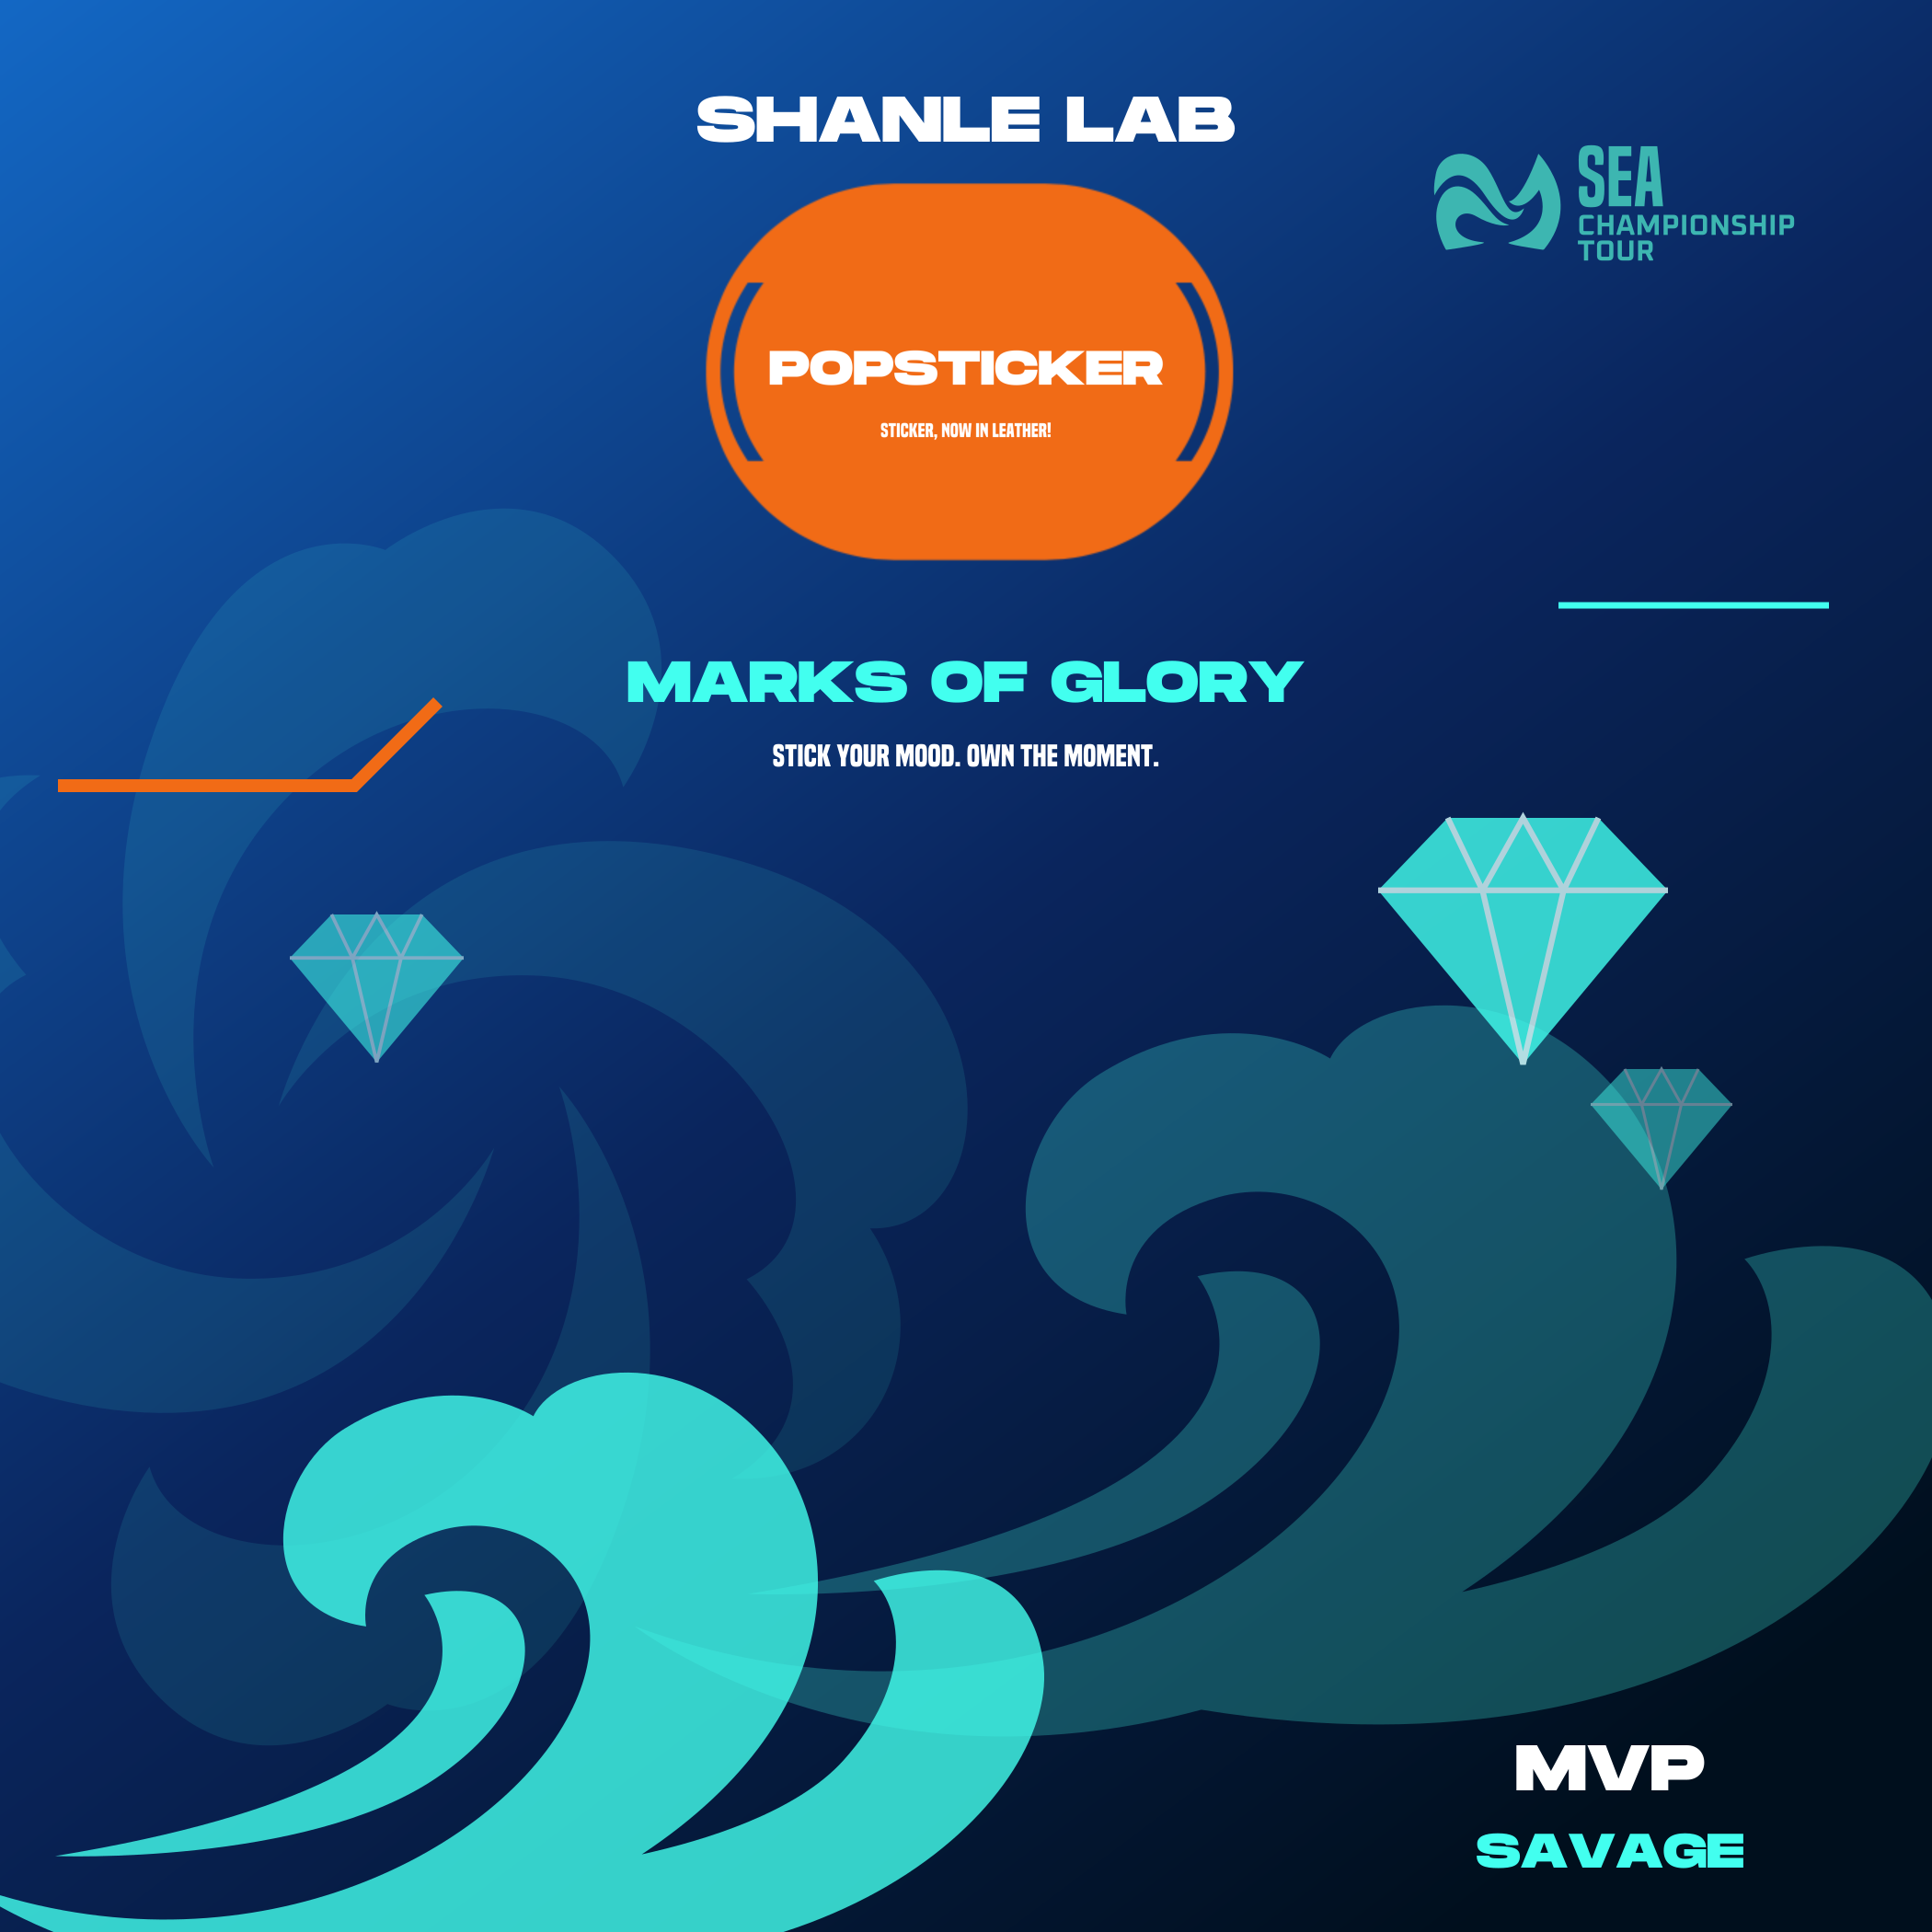 SHANLE LAB
SEA
CHAMPIONSHIP
TOUR
POPSTICKER
STICKER, NOW IN LEATHER!
MARKS OF GLORY
STICK YOUR MOOD. OWN THE MOMENT.
MVP
SAVAGE